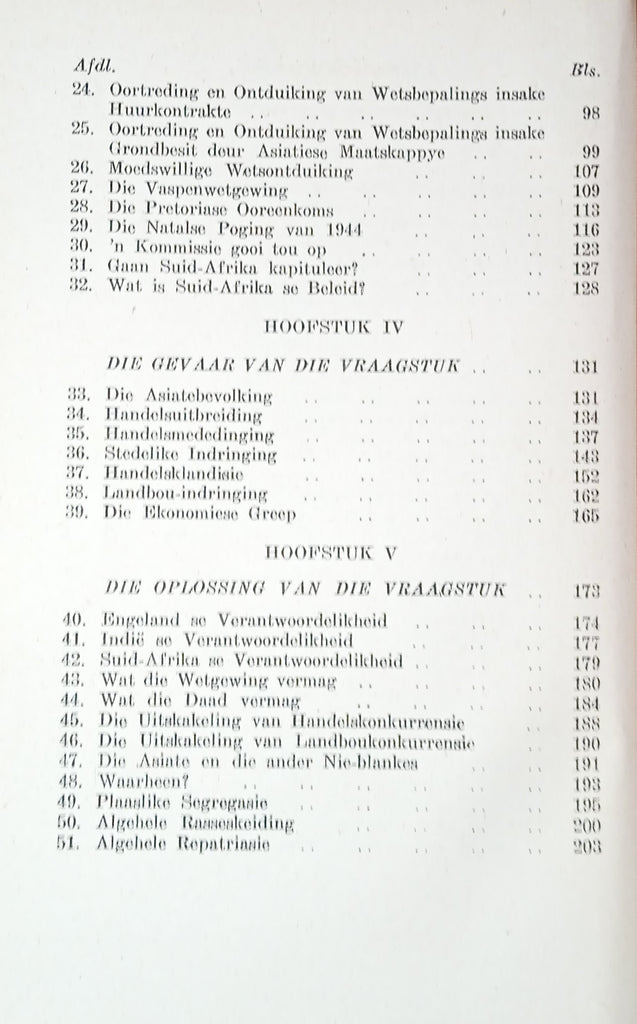 Afdl. Bls.
24. Oortreding en Ontduiking van Wetsbepalings insake
Huurkontrakte .. .. .. .. .. .. 98
25. Oortreding en Ontduiking van Wetsbepalings insake
Grondbesit deur Asiatiese Maatskappye .. .. 99
26. Moedswillige Wetsontduiking .. .. .. 107
27. Die Vaspenwetgewing .. .. .. .. .. 109
28. Die Pretoriase Ooreenkoms .. .. .. .. 113
29. Die Natalse Poging van 1944 .. .. .. .. 116
30. 'n Kommissie gooi tou op .. .. .. .. 123
31. Gaan Suid-Afrika kapituleer? .. .. .. 127
32. Wat is Suid-Afrika se Beleid? .. .. .. 128
HOOFSTUK IV
DIE GEVAAR VAN DIE VRAAGSTUK .. .. 131
33. Die Asiatebevolking .. .. .. .. .. 131
34. Handelsuitbreiding .. .. .. .. .. 134
35. Handelsmededinging .. .. .. .. .. 137
36. Stedelike Indringing .. .. .. .. .. 143
37. Handelsklandisie .. .. .. .. .. 152
38. Landbou-indringing .. .. .. .. .. 162
39. Die Ekonomiese Greep .. .. .. .. 165
HOOFSTUK V
DIE OPLOSSING VAN DIE VRAAGSTUK .. 173
40. Engeland se Verantwoordelikheid .. .. .. 174
41. Indië se Verantwoordelikheid .. .. .. 177
42. Suid-Afrika se Verantwoordelikheid .. .. .. 179
43. Wat die Wetgewing vermag .. .. .. .. 180
44. Wat die Daad vermag .. .. .. .. 184
45. Die Uitskakeling van Handelskonkurrensie .. .. 188
46. Die Uitskakeling van Landboukonkurrensie .. .. 190
47. Die Asiate en die ander Nie-blankes .. .. 191
48. Waarheen? .. .. .. .. .. .. 193
49. Plaaslike Segregasie .. .. .. .. .. 195
50. Algehele Rasseskeiding .. .. .. .. 200
51. Algehele Repatriasie .. .. .. .. .. 203